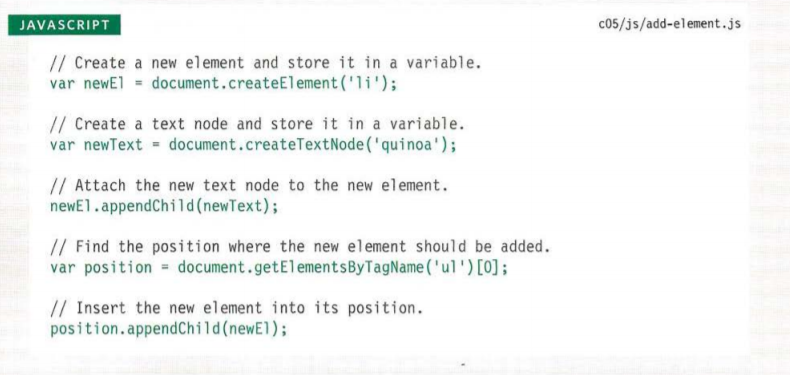 JAVASCRIPT c05/js/add-element.js
// Create a new element and store it in a variable.
var newEl = document.createElement('li');
// Create a text node and store it in a variable.
var newText = document.createTextNode('quinoa');
// Attach the new text node to the new element.
newEl.appendChild(newText);
// Find the position where the new element should be added.
var position = document.getElementsByTagName('ul')[0];
// Insert the new element into its position.
position.appendChild(newEl);